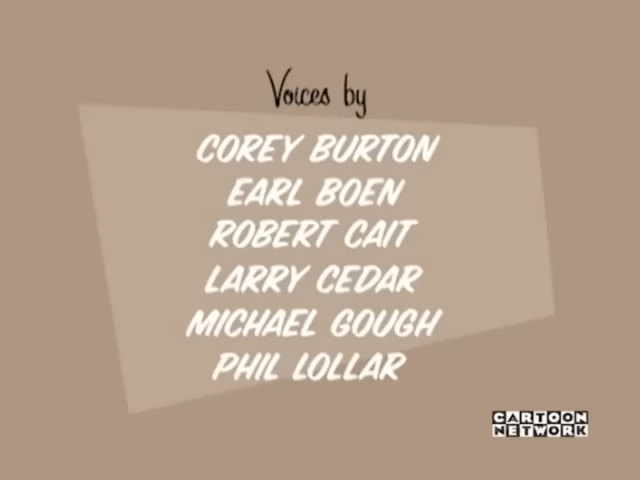 Voices by
COREY BURTON
EARL BOEN
ROBERT CAIT
LARRY CEDAR
MICHAEL GOUGH
PHIL LOLLAR
CARTOON
NETWORK